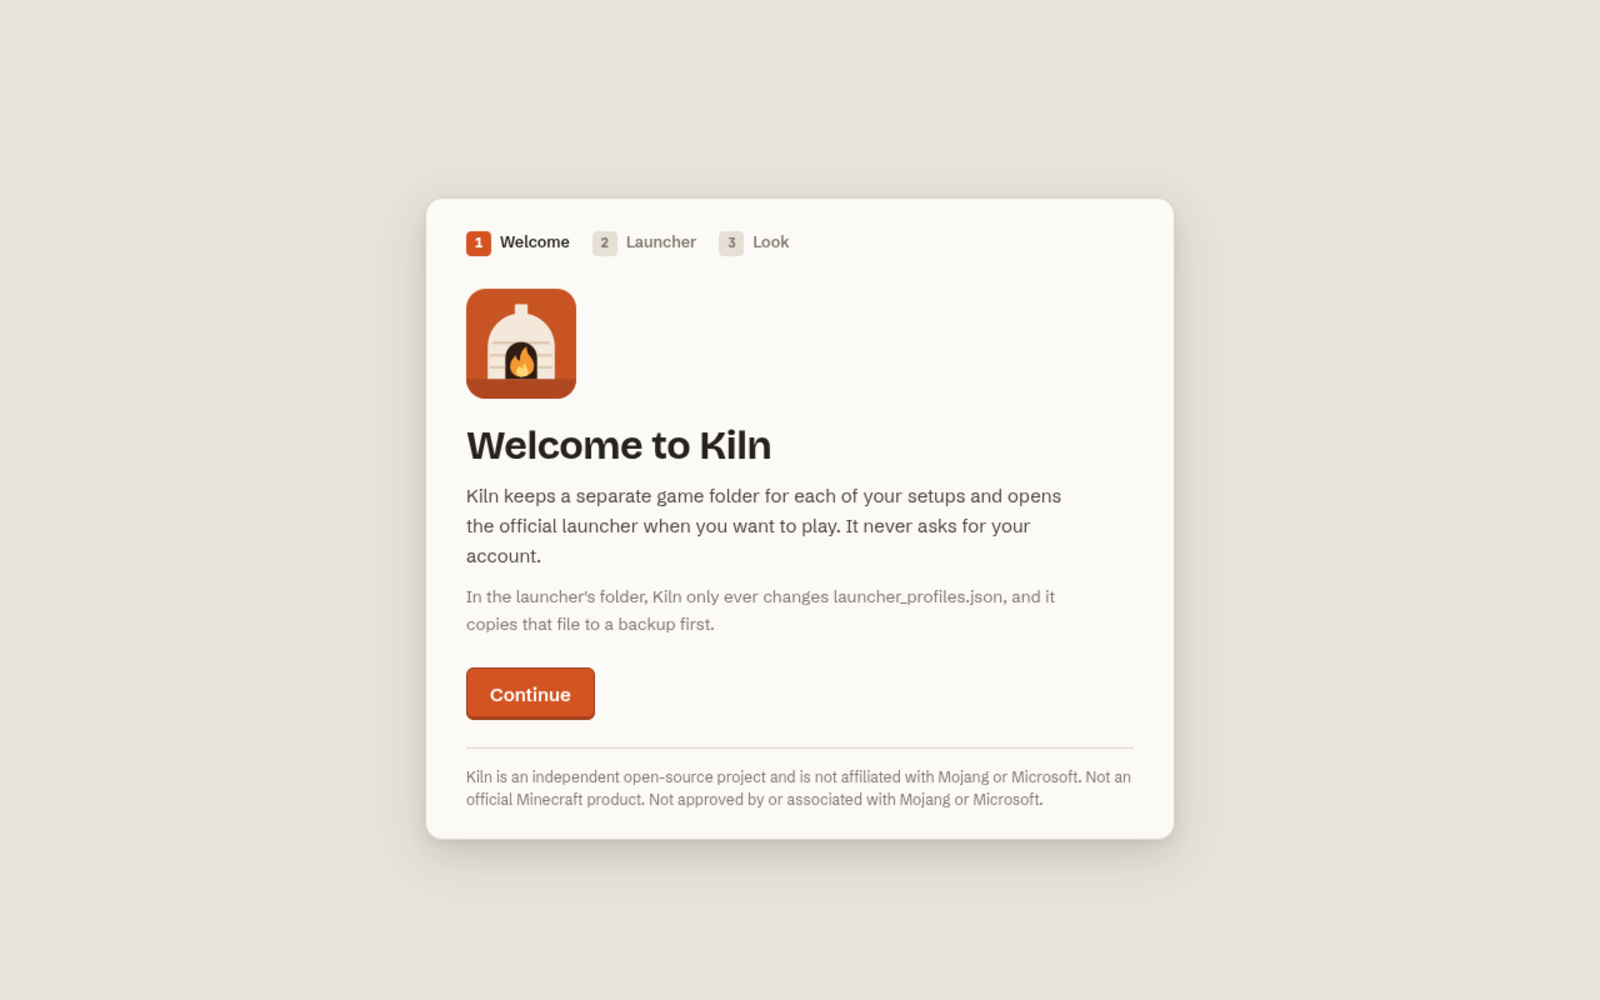 1 Welcome 2 Launcher 3 Look
Welcome to Kiln
Kiln keeps a separate game folder for each of your setups and opens
the official launcher when you want to play. It never asks for your
account.
In the launcher's folder, Kiln only ever changes launcher_profiles.json, and it
copies that file to a backup first.
Continue
Kiln is an independent open-source project and is not affiliated with Mojang or Microsoft. Not an
official Minecraft product. Not approved by or associated with Mojang or Microsoft.